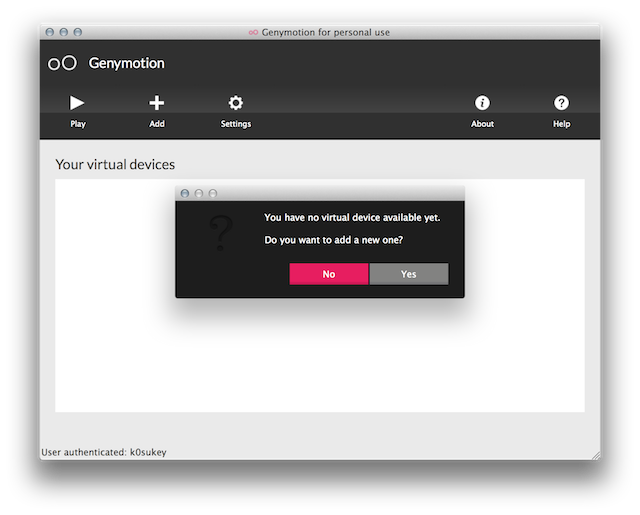 Genymotion for personal use
Genymotion
Play
Add
Settings
About
Help
Your virtual devices
You have no virtual device available yet.
Do you want to add a new one?
No
Yes
User authenticated: k0sukey